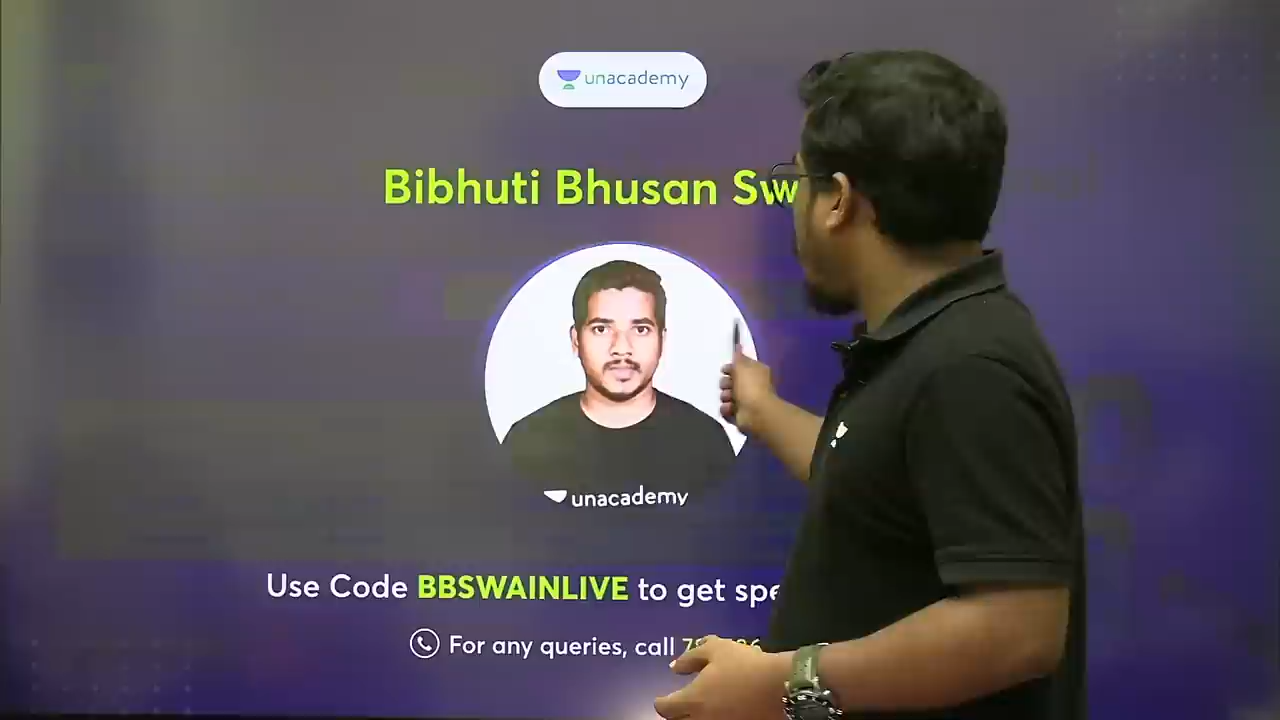 unacademy
Bibhuti Bhusan Sw
unacademy
Use Code BBSWAINLIVE to get spe
For any queries, call